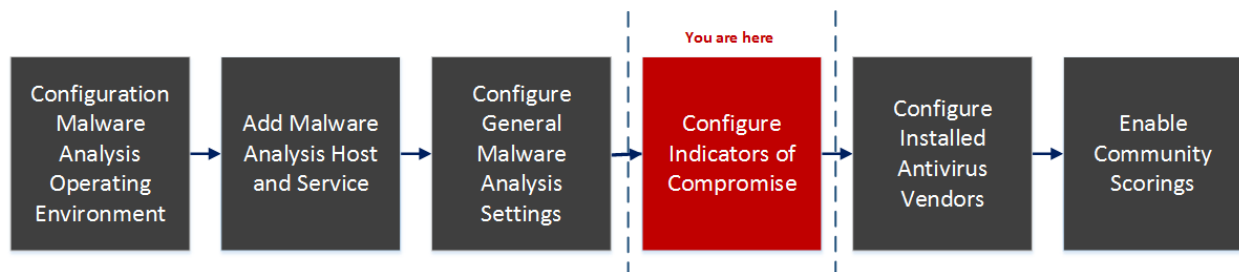 You are here
Configuration
Malware
Analysis
Operating
Environment
Add Malware
Analysis Host
and Service
Configure
General
Malware
Analysis
Settings
Configure
Indicators of
Compromise
Configure
Installed
Antivirus
Vendors
Enable
Community
Scorings